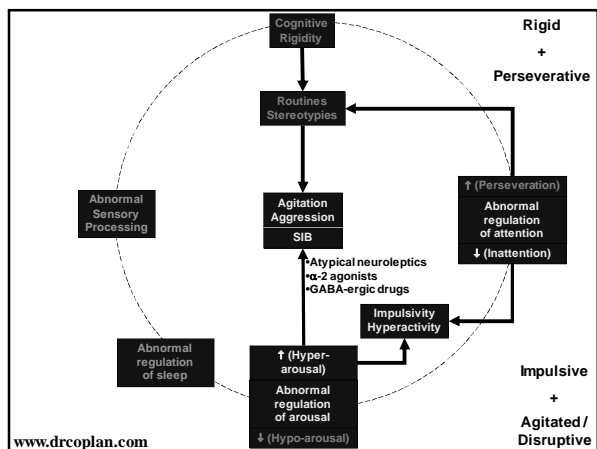 Cognitive
Rigidity
Rigid
+
Perseverative
Routines
Stereotypies
Abnormal
Sensory
Processing
Agitation
Aggression
SIB
↑ (Perseveration)
Abnormal
regulation
of attention
↓ (Inattention)
•Atypical neuroleptics
•α-2 agonists
•GABA-ergic drugs
Impulsivity
Hyperactivity
Abnormal
regulation
of sleep
↑ (Hyper-
arousal)
Abnormal
regulation
of arousal
↓ (Hypo-arousal)
Impulsive
+
Agitated /
Disruptive
www.drcoplan.com